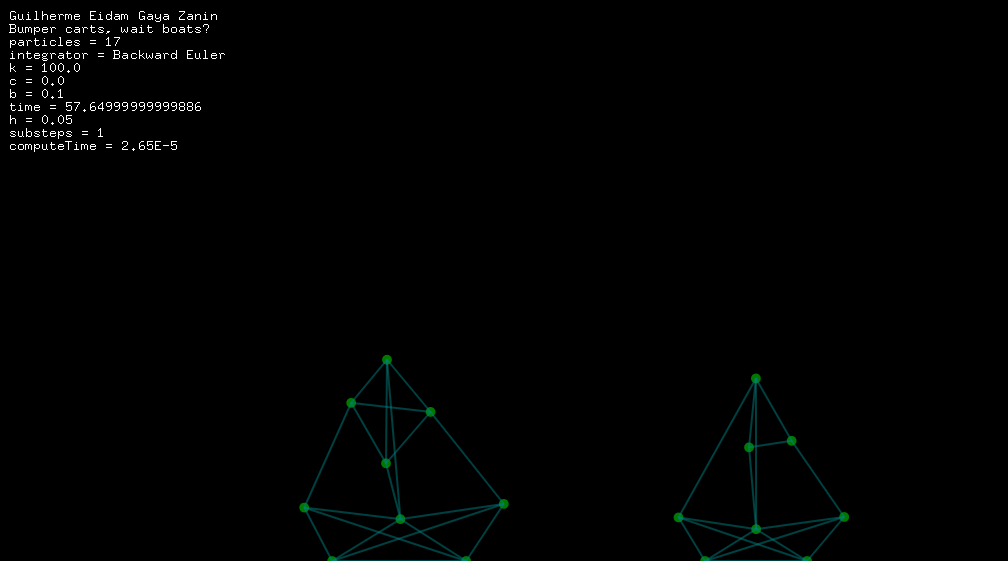 Guilherme Eidam Gaya Zanin
Bumper carts, wait boats?
particles = 17
integrator = Backward Euler
k = 100.0
c = 0.0
b = 0.1
time = 57.64999999999886
h = 0.05
substeps = 1
computeTime = 2.65E-5